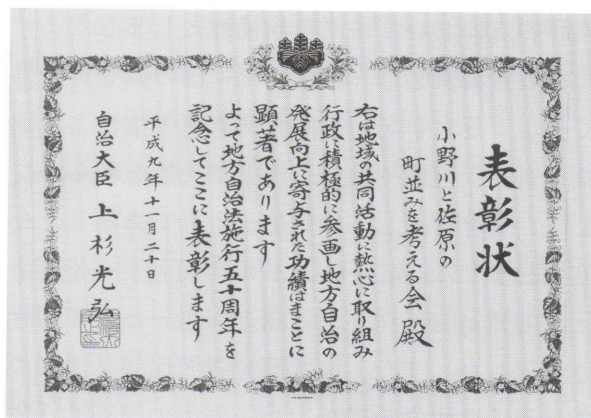 表彰状
小野川と佐原の
町並みを考える会 殿
右は地域の共同活動に熱心に取り組み
行政に積極的に参画し地方自治の
発展向上に寄与された功績はまことに
顕著であります
よって地方自治法施行五十周年を
記念してここに表彰します
平成九年十一月二十日
自治大臣 上杉光弘